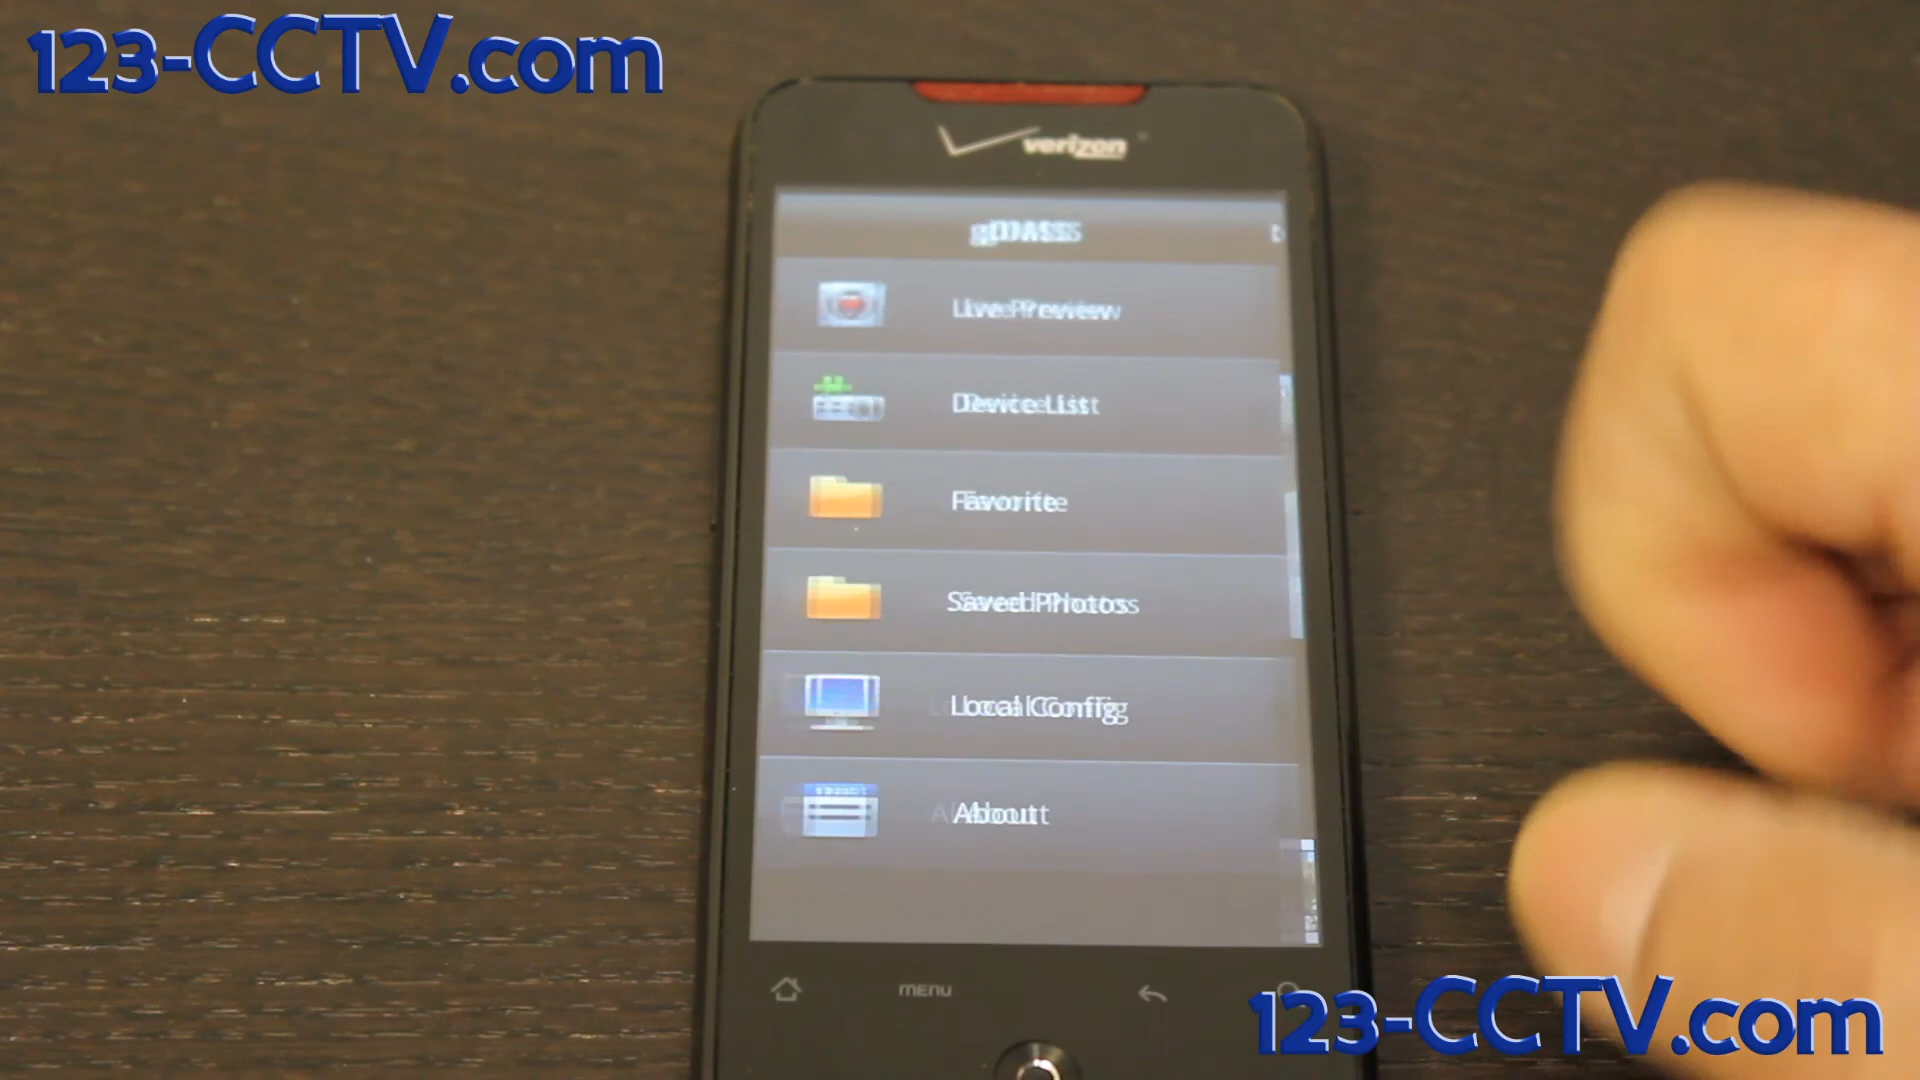 123-CCTV.com
verizon
gDMSS
Live Preview
Device List
Favorite
Saved Photos
Local Config
About
menu
123-CCTV.com